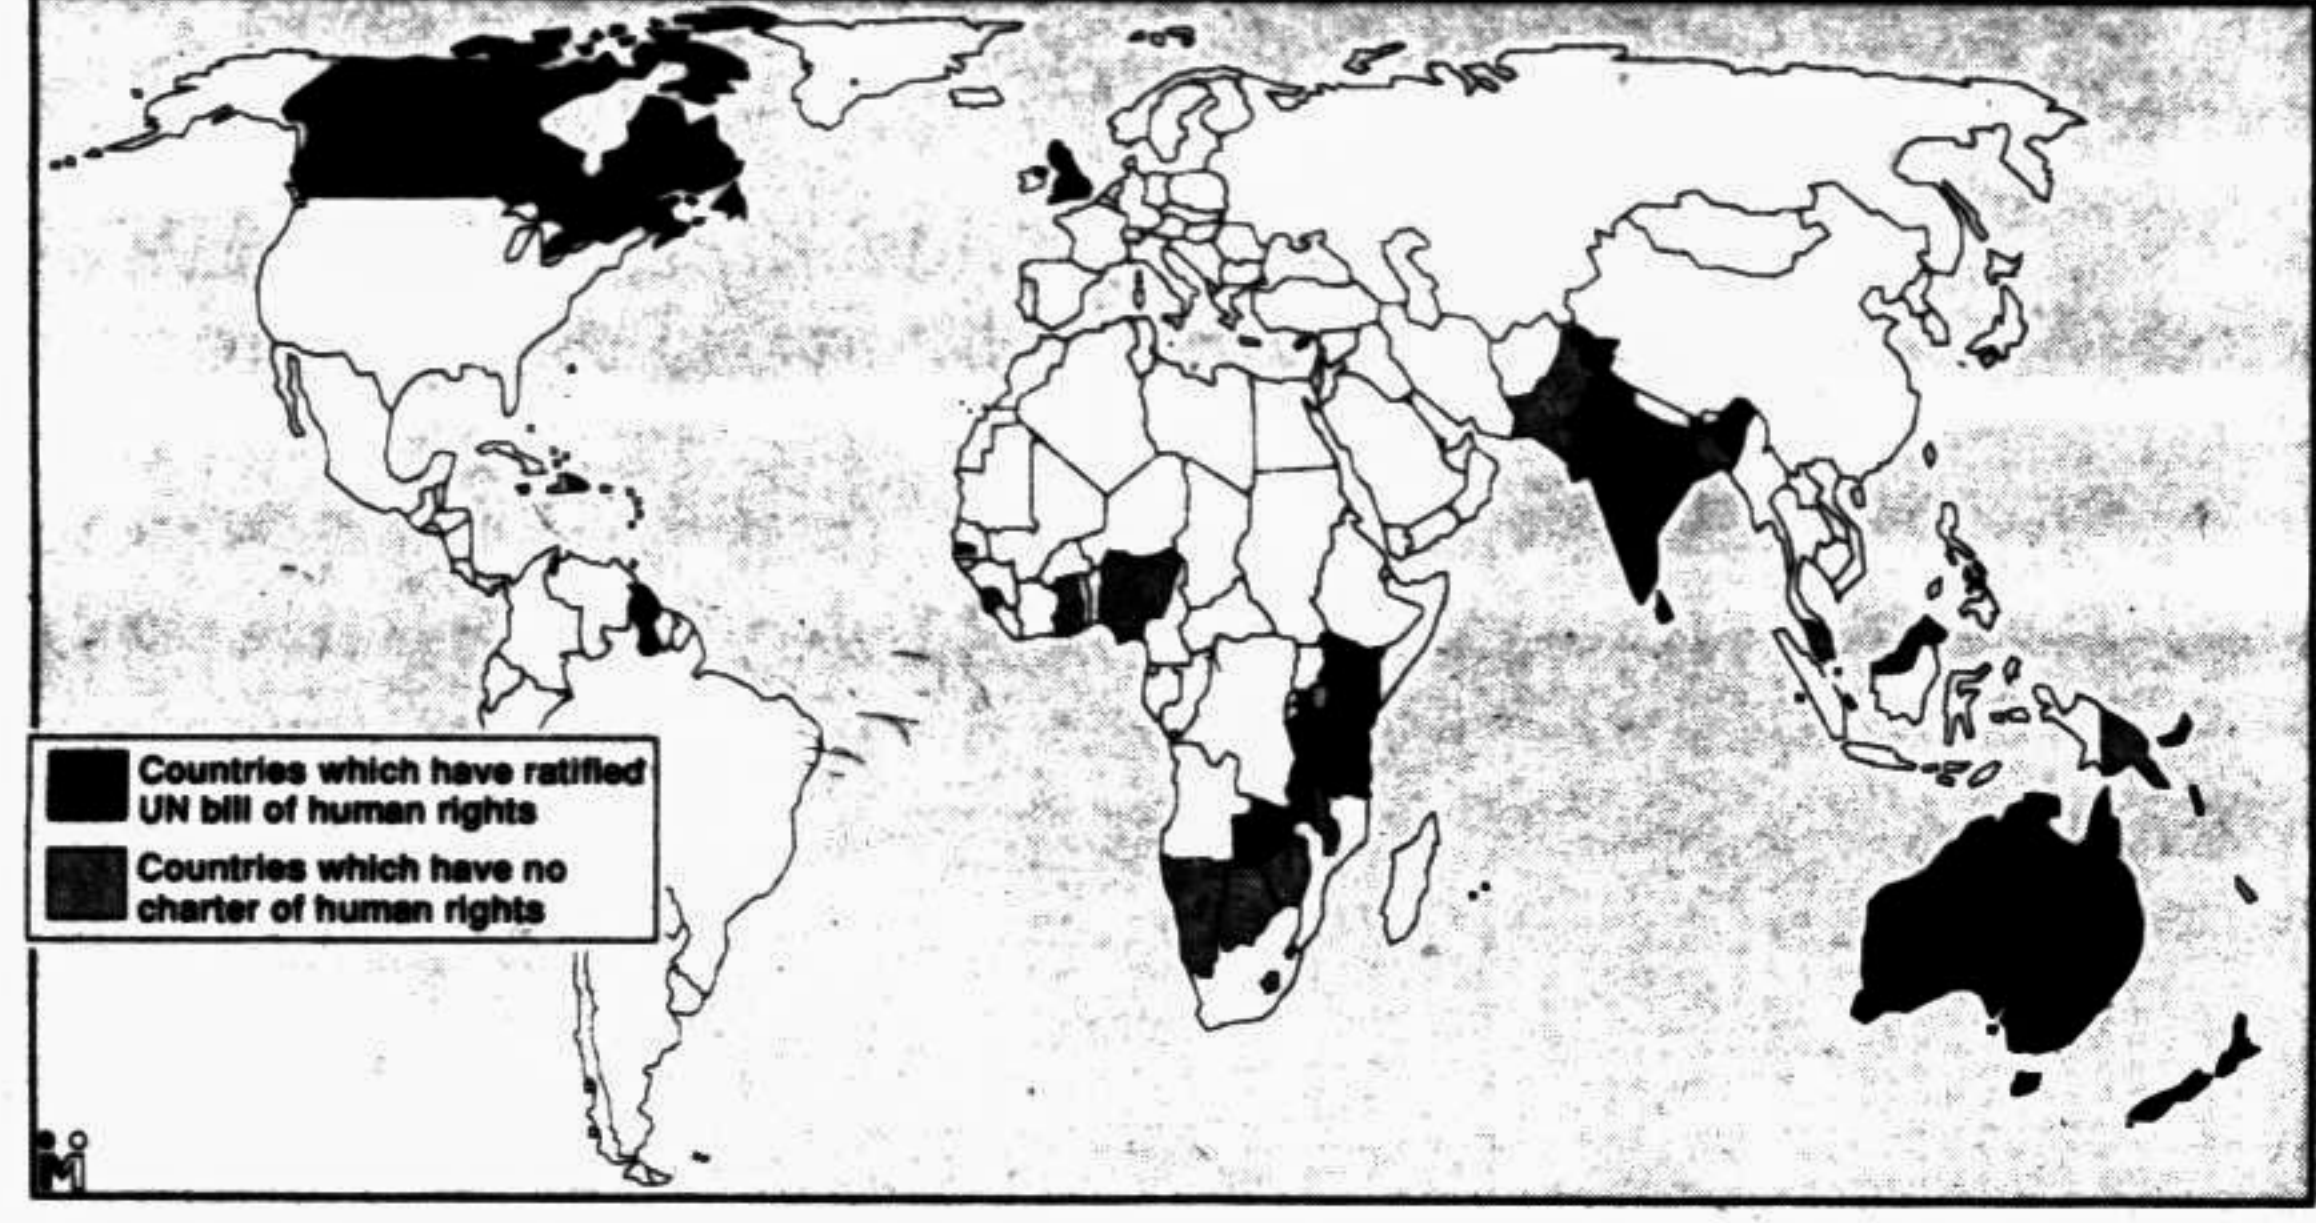 Countries which have ratified
UN bill of human rights
Countries which have no
charter of human rights